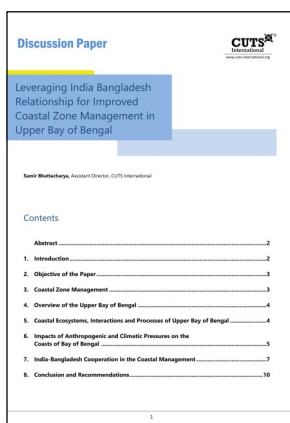 Discussion Paper
CUTS
International
www.cuts-international.org
Leveraging India Bangladesh
Relationship for Improved
Coastal Zone Management in
Upper Bay of Bengal
Samir Bhattacharya, Assistant Director, CUTS International
Contents
Abstract.....2
1. Introduction.....2
2. Objective of the Paper.....3
3. Coastal Zone Management.....3
4. Overview of the Upper Bay of Bengal.....4
5. Coastal Ecosystems, Interactions and Processes of Upper Bay of Bengal.....4
6. Impacts of Anthropogenic and Climatic Pressures on the
Coasts of Bay of Bengal.....5
7. India-Bangladesh Cooperation in the Coastal Management.....7
8. Conclusion and Recommendations.....10
1